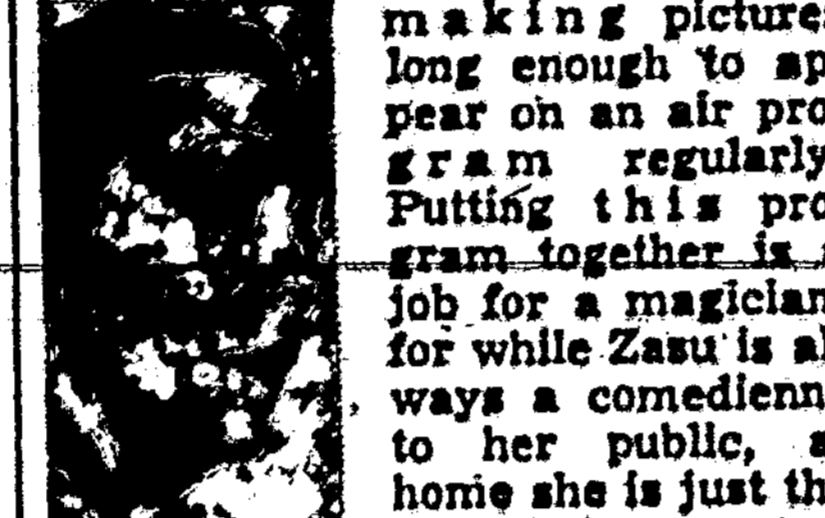 making picture
long enough to ap
pear on an air pro
gram regularly
Putting this pro
gram together is
job for a magician
for while Zasu is al
ways a comedienn
to her public, a
home she is just th